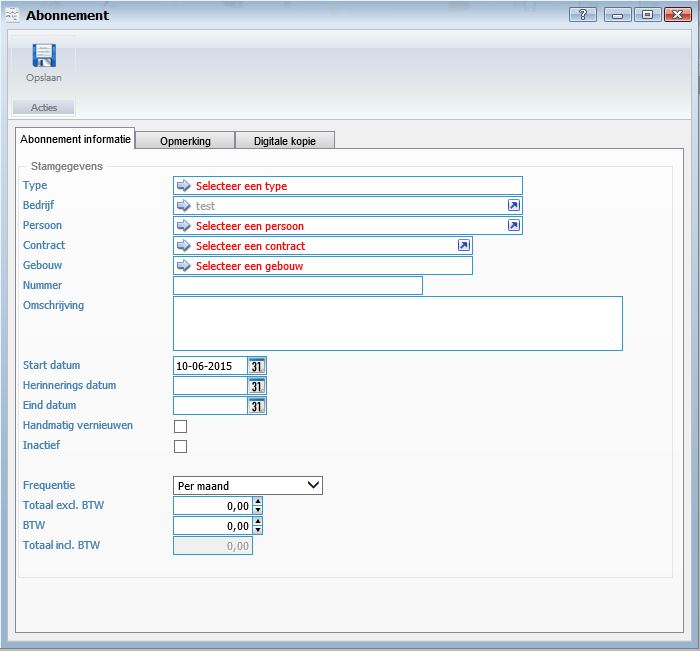 Abonnement
Opslaan
Acties
Abonnement informatie Opmerking Digitale kopie
Stamgegevens
Type Selecteer een type
Bedrijf test
Persoon Selecteer een persoon
Contract Selecteer een contract
Gebouw Selecteer een gebouw
Nummer
Omschrijving
Start datum 10-06-2015 31
Herinnerings datum 31
Eind datum 31
Handmatig vernieuwen
Inactief
Frequentie Per maand
Totaal excl. BTW 0,00
BTW 0,00
Totaal incl. BTW 0,00